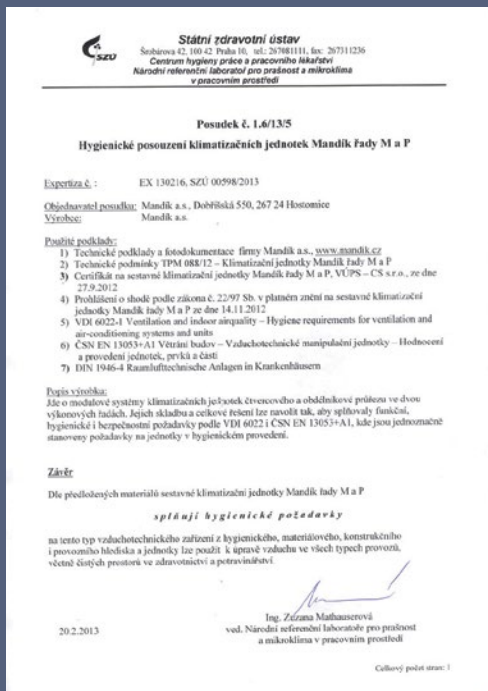 SZÚ
Státní zdravotní ústav
Šrobárova 42, 100 42 Praha 10, tel.: 267081111, fax: 267311236
Centrum hygieny práce a pracovního lékařství
Národní referenční laboratoř pro prašnost a mikroklima
v pracovním prostředí
Posudek č. 1.6/13/5
Hygienické posouzení klimatizačních jednotek Mandík řady M a P
Expertiza č. : EX 130216, SZÚ 00598/2013
Objednavatel posudku: Mandík a.s., Dobříšská 550, 267 24 Hostomice
Výrobce: Mandík a.s.
Použité podklady:
1) Technické podklady a fotodokumentace firmy Mandík a.s., www.mandik.cz
2) Technické podmínky TPM 088/12 – Klimatizační jednotky Mandík řady M a P
3) Certifikát na sestavné klimatizační jednotky Mandík řady M a P, VÚPS – CS s.r.o., ze dne
27.9.2012
4) Prohlášení o shodě podle zákona č. 22/97 Sb. v platném znění na sestavné klimatizační
jednotky Mandík řady M a P ze dne 14.11.2012
5) VDI 6022-1 Ventilation and indoor airquality – Hygiene requirements for ventilation and
air-conditioning systems and units
6) ČSN EN 13053+A1 Větrání budov – Vzduchotechnické manipulační jednotky – Hodnocení
a provedení jednotek, prvků a částí
7) DIN 1946-4 Raumlufttechnische Anlagen in Krankenhäusern
Popis výrobku:
Jde o modulové systémy klimatizačních jednotek čtvercového a obdélníkové průřezu ve dvou
výkonových řadách. Jejich skladbu a celkové řešení lze navolit tak, aby splňovaly funkční,
hygienické i bezpečnostní požadavky podle VDI 6022 i ČSN EN 13053+A1, kde jsou jednoznačně
stanoveny požadavky na jednotky v hygienickém provedení.
Závěr
Dle předložených materiálů sestavné klimatizační jednotky Mandík řady M a P
splňují hygienické požadavky
na tento typ vzduchotechnického zařízení z hygienického, materiálového, konstrukčního
i provozního hlediska a jednotky lze použít k úpravě vzduchu ve všech typech provozů,
včetně čistých prostorů ve zdravotnictví a potravinářství.
Ing. Zuzana Mathauserová
20.2.2013 ved. Národní referenční laboratoře pro prašnost
a mikroklima v pracovním prostředí
Celkový počet stran: 1